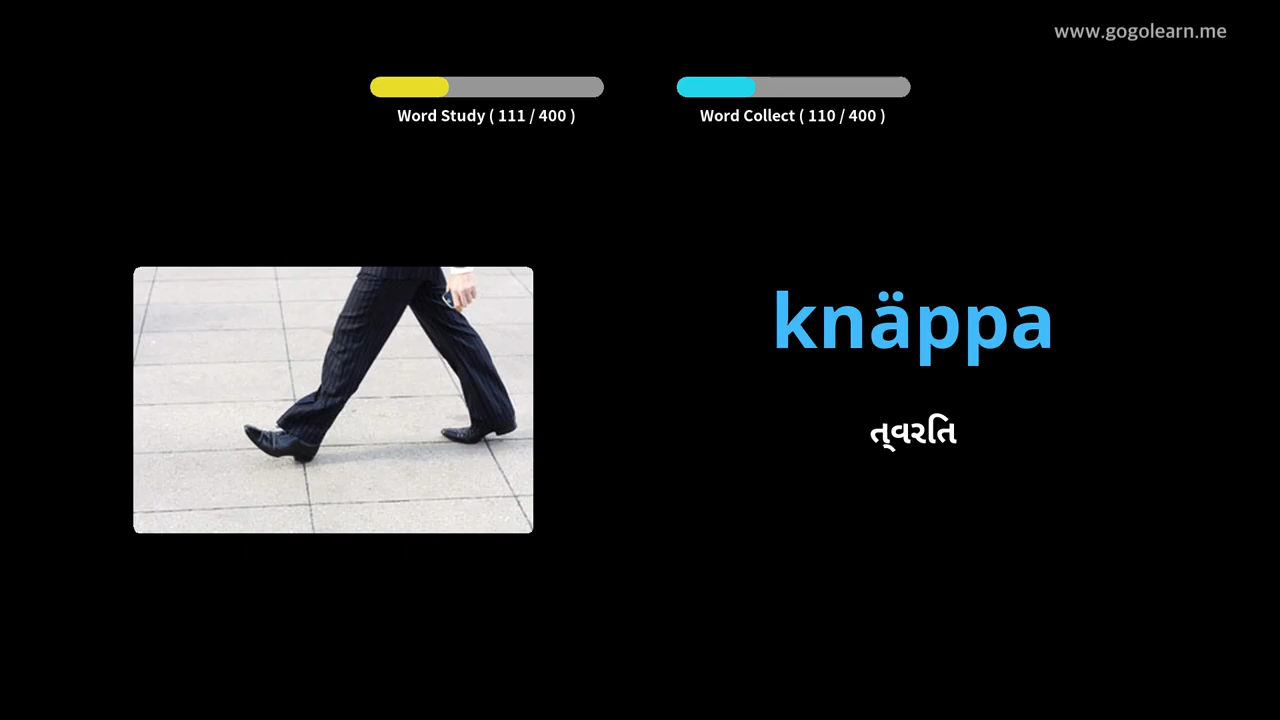 www.gogolearn.me
Word Study ( 111 / 400 )
Word Collect ( 110 / 400 )
knäppa
ત્વરતિ